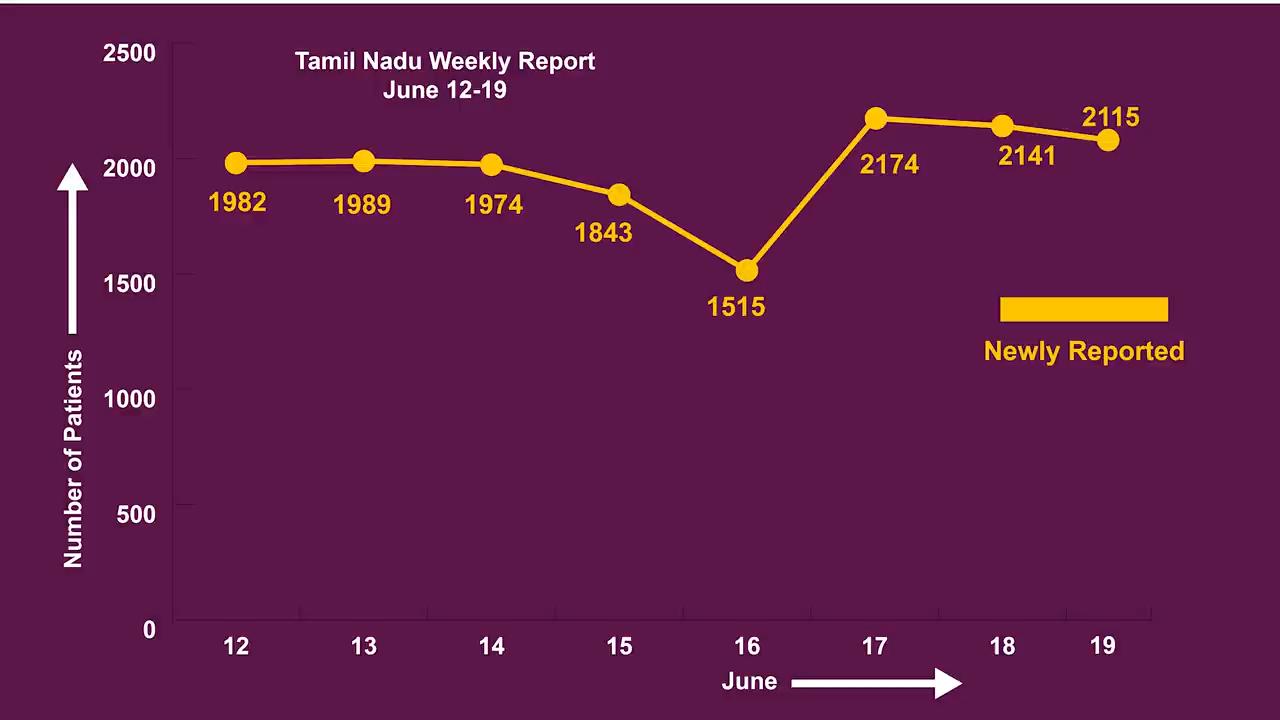 Tamil Nadu Weekly Report
June 12-19
2500
2000
1500
1000
500
0
Number of Patients
1982
1989
1974
1843
1515
2174
2141
2115
Newly Reported
12 13 14 15 16 17 18 19
June